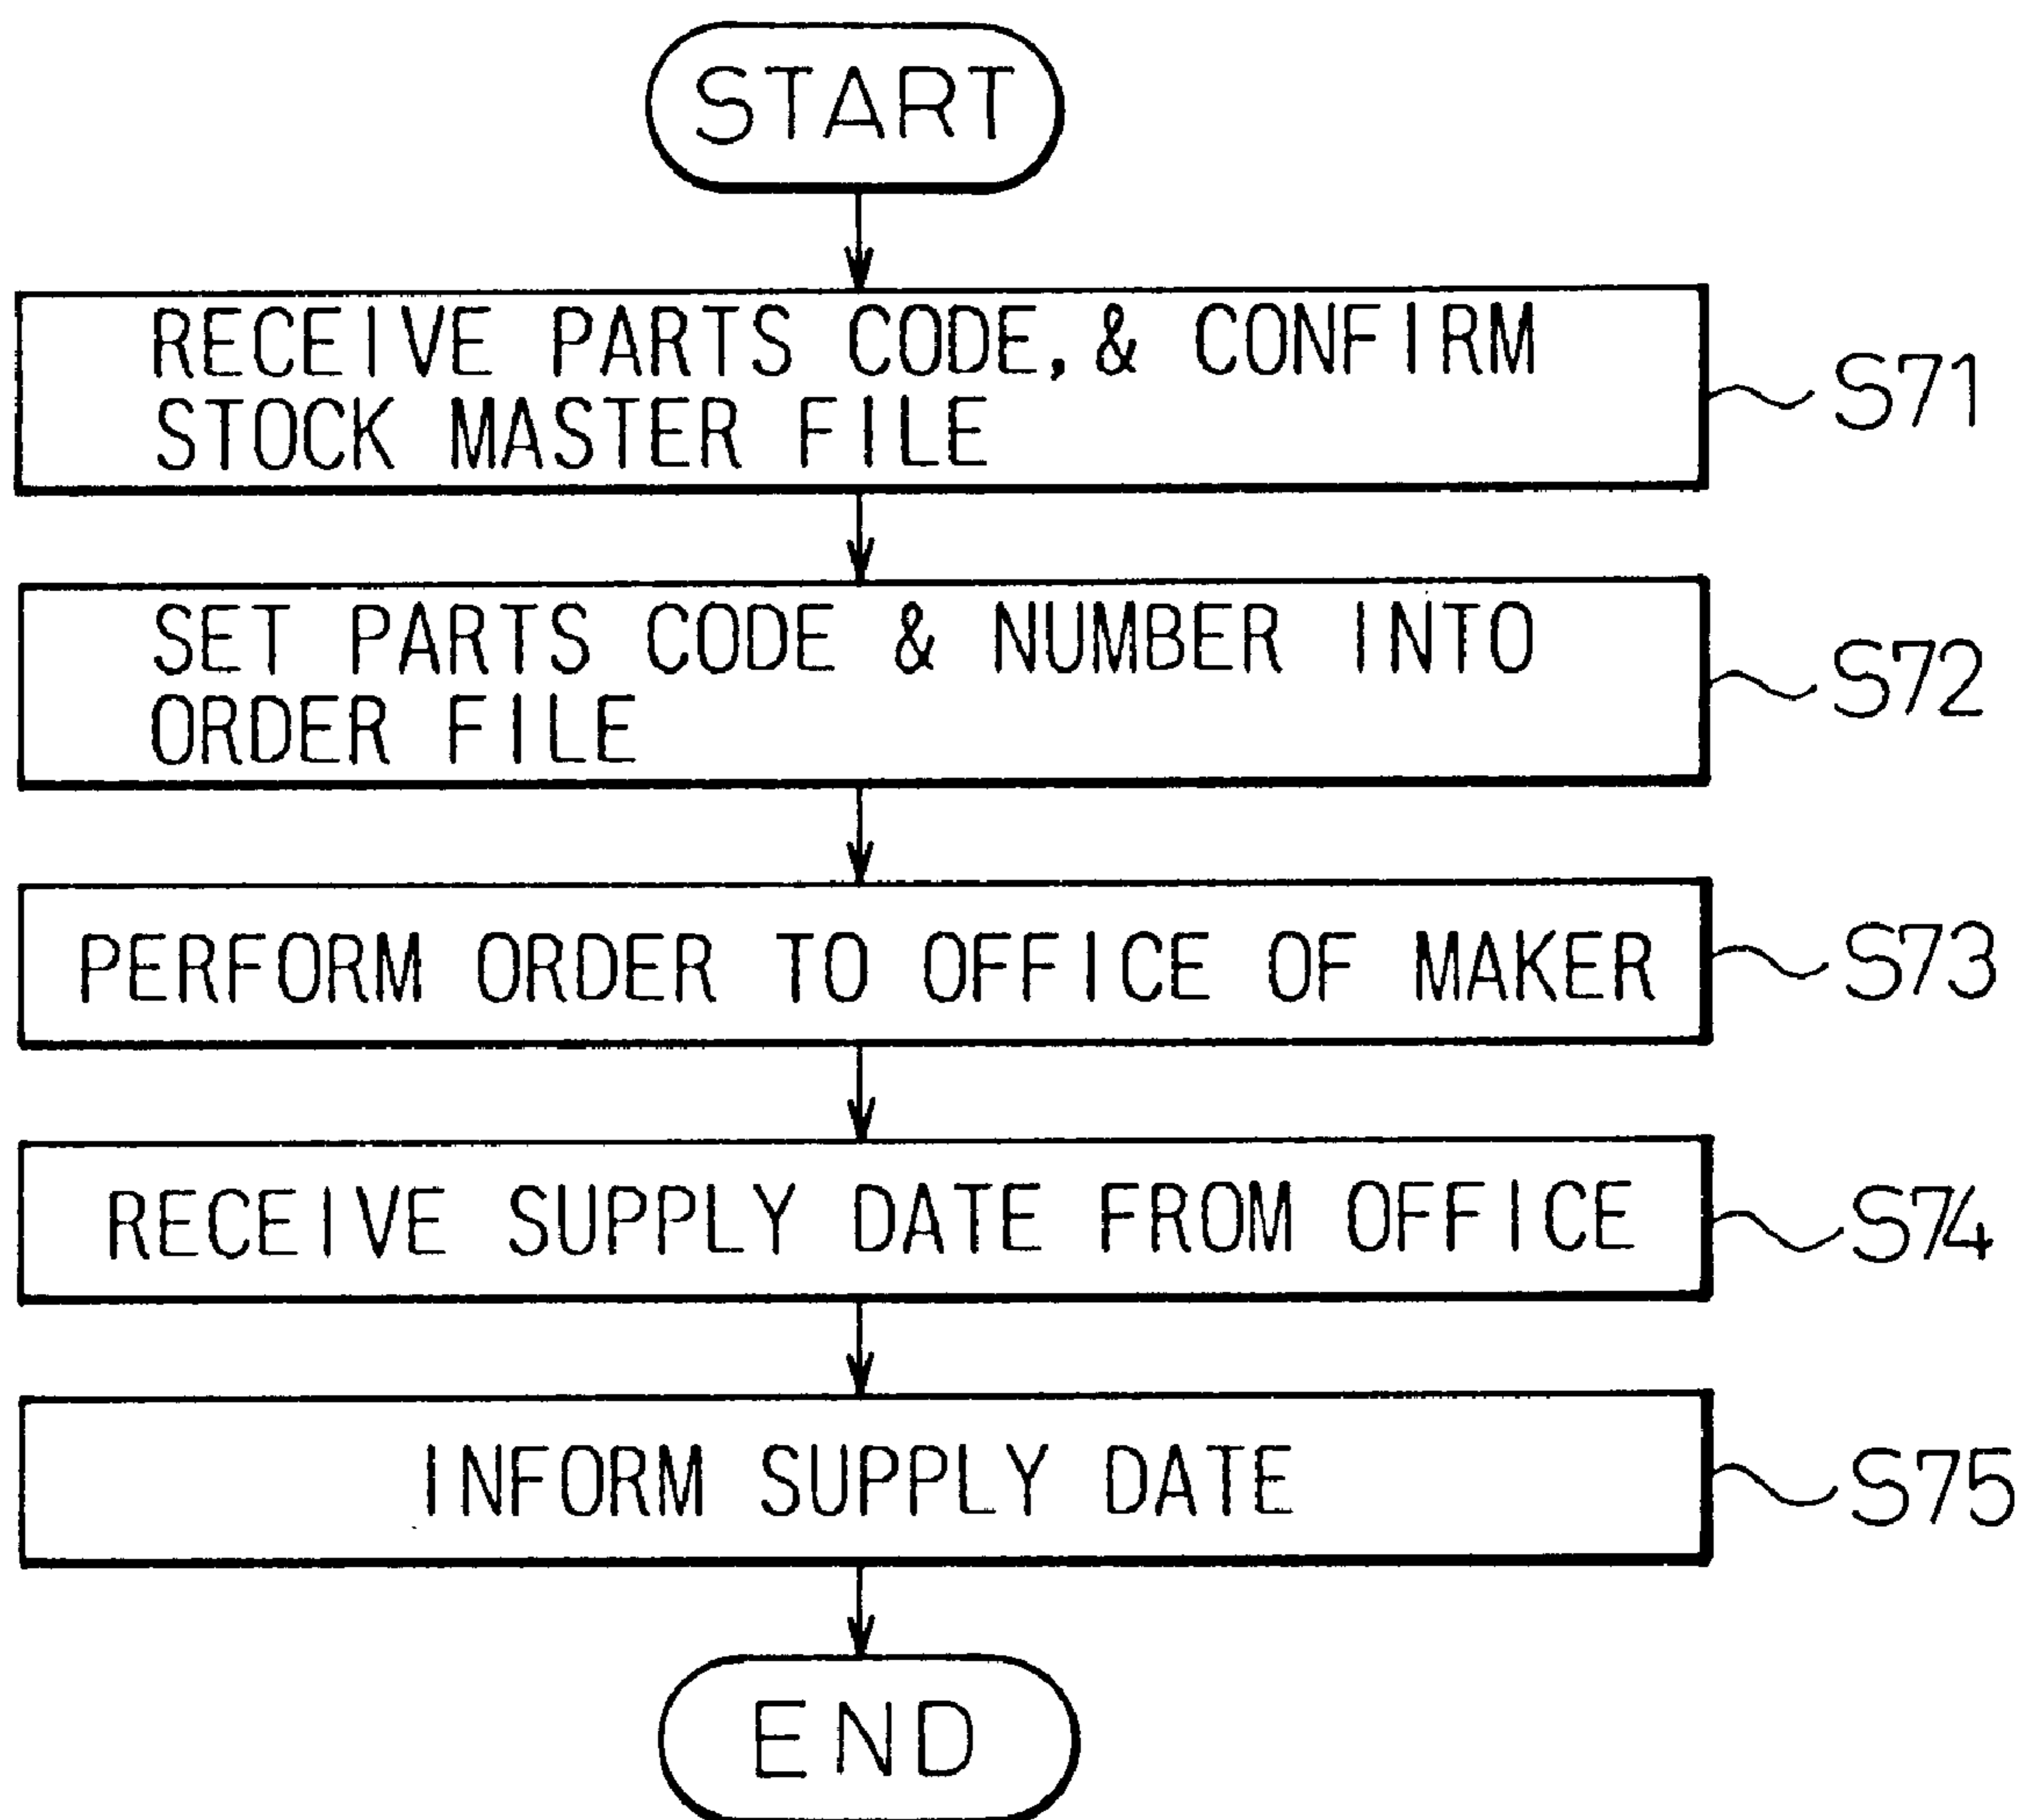 START
RECEIVE PARTS CODE, & CONFIRM
STOCK MASTER FILE
S71
SET PARTS CODE & NUMBER INTO
ORDER FILE
S72
PERFORM ORDER TO OFFICE OF MAKER
S73
RECEIVE SUPPLY DATE FROM OFFICE
S74
INFORM SUPPLY DATE
S75
END